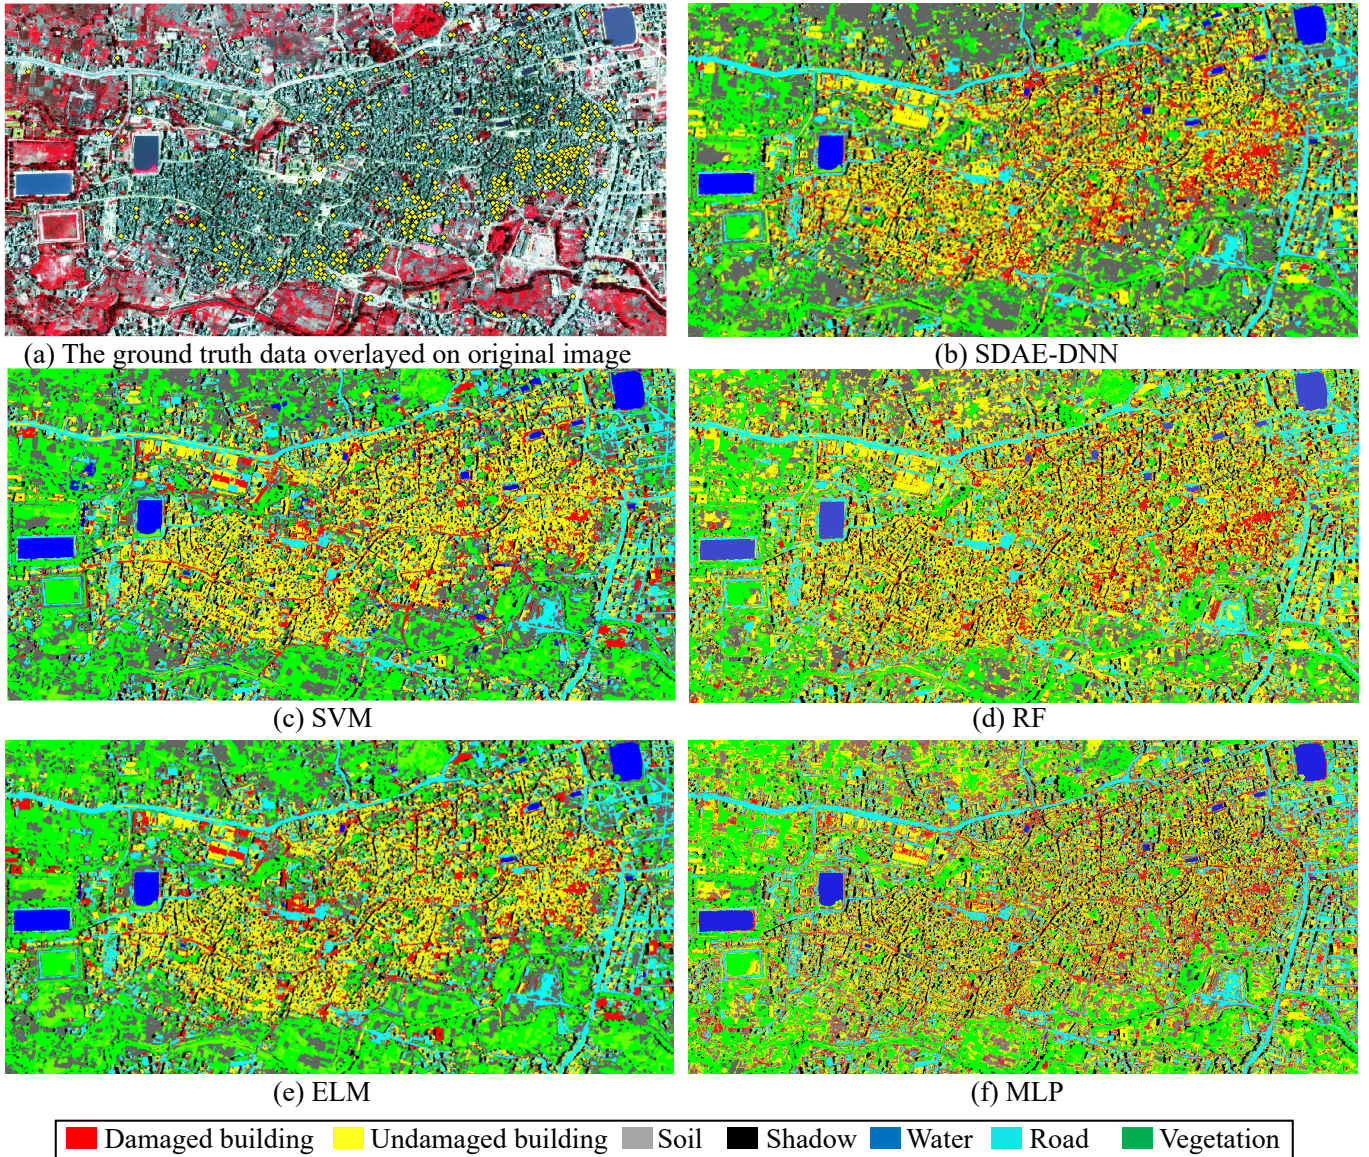 (a) The ground truth data overlayed on original image
(b) SDAE-DNN
(c) SVM
(d) RF
(e) ELM
(f) MLP
Damaged building Undamaged building Soil Shadow Water Road Vegetation